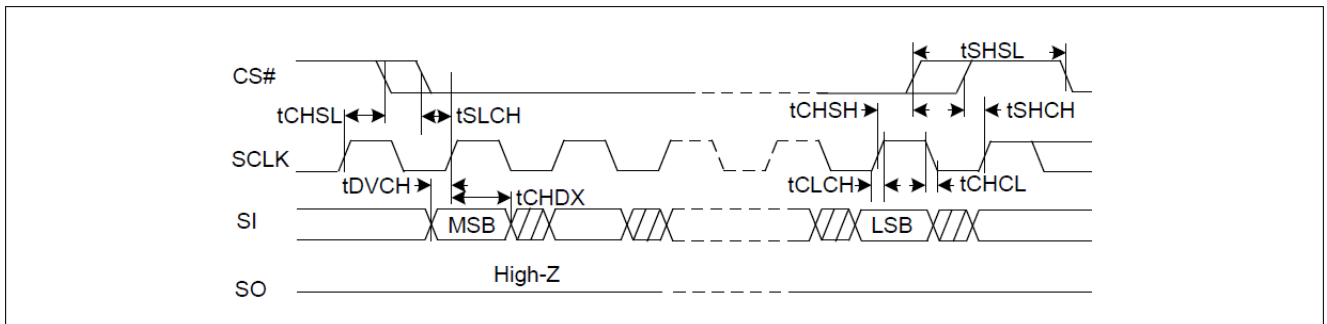 tSHSL
CS#
tCHSL
tSLCH
tCHSH
tSHCH
SCLK
tDVCH
tCHDX
tCLCH
tCHCL
SI
MSB
LSB
High-Z
SO